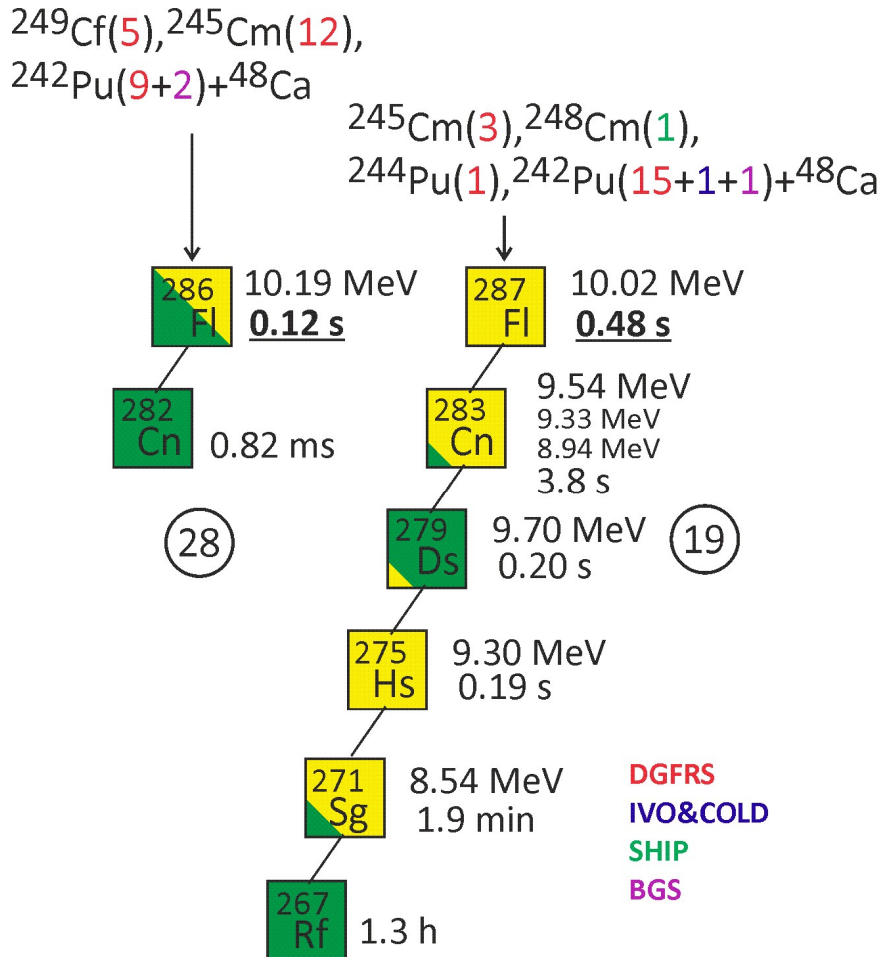 ²⁴⁹Cf(5),²⁴⁵Cm(12),
²⁴²Pu(9+2)+⁴⁸Ca
²⁴⁵Cm(3),²⁴⁸Cm(1),
²⁴⁴Pu(1),²⁴²Pu(15+1+1)+⁴⁸Ca
286
Fl
10.19 MeV
0.12 s
287
Fl
10.02 MeV
0.48 s
282
Cn
0.82 ms
283
Cn
9.54 MeV
9.33 MeV
8.94 MeV
3.8 s
28
279
Ds
9.70 MeV
0.20 s
19
275
Hs
9.30 MeV
0.19 s
271
Sg
8.54 MeV
1.9 min
267
Rf
1.3 h
DGFRS
IVO&COLD
SHIP
BGS